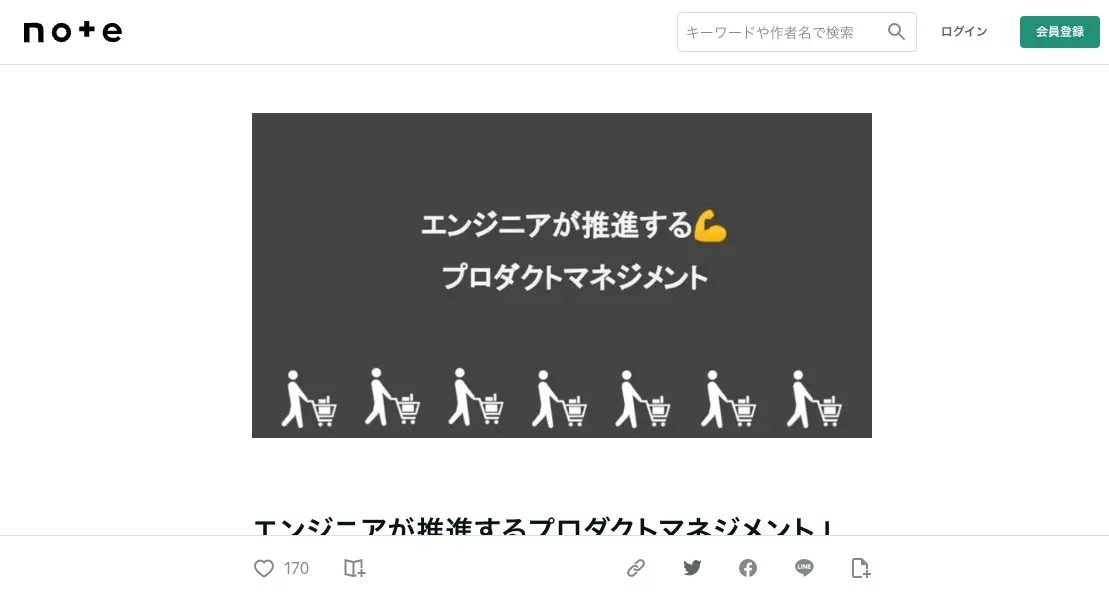 note
キーワードや作者名で検索
ログイン
会員登録
エンジニアが推進する💪
プロダクトマネジメント
エンジニアが推進するプロダクトマネジメント
170
LINE